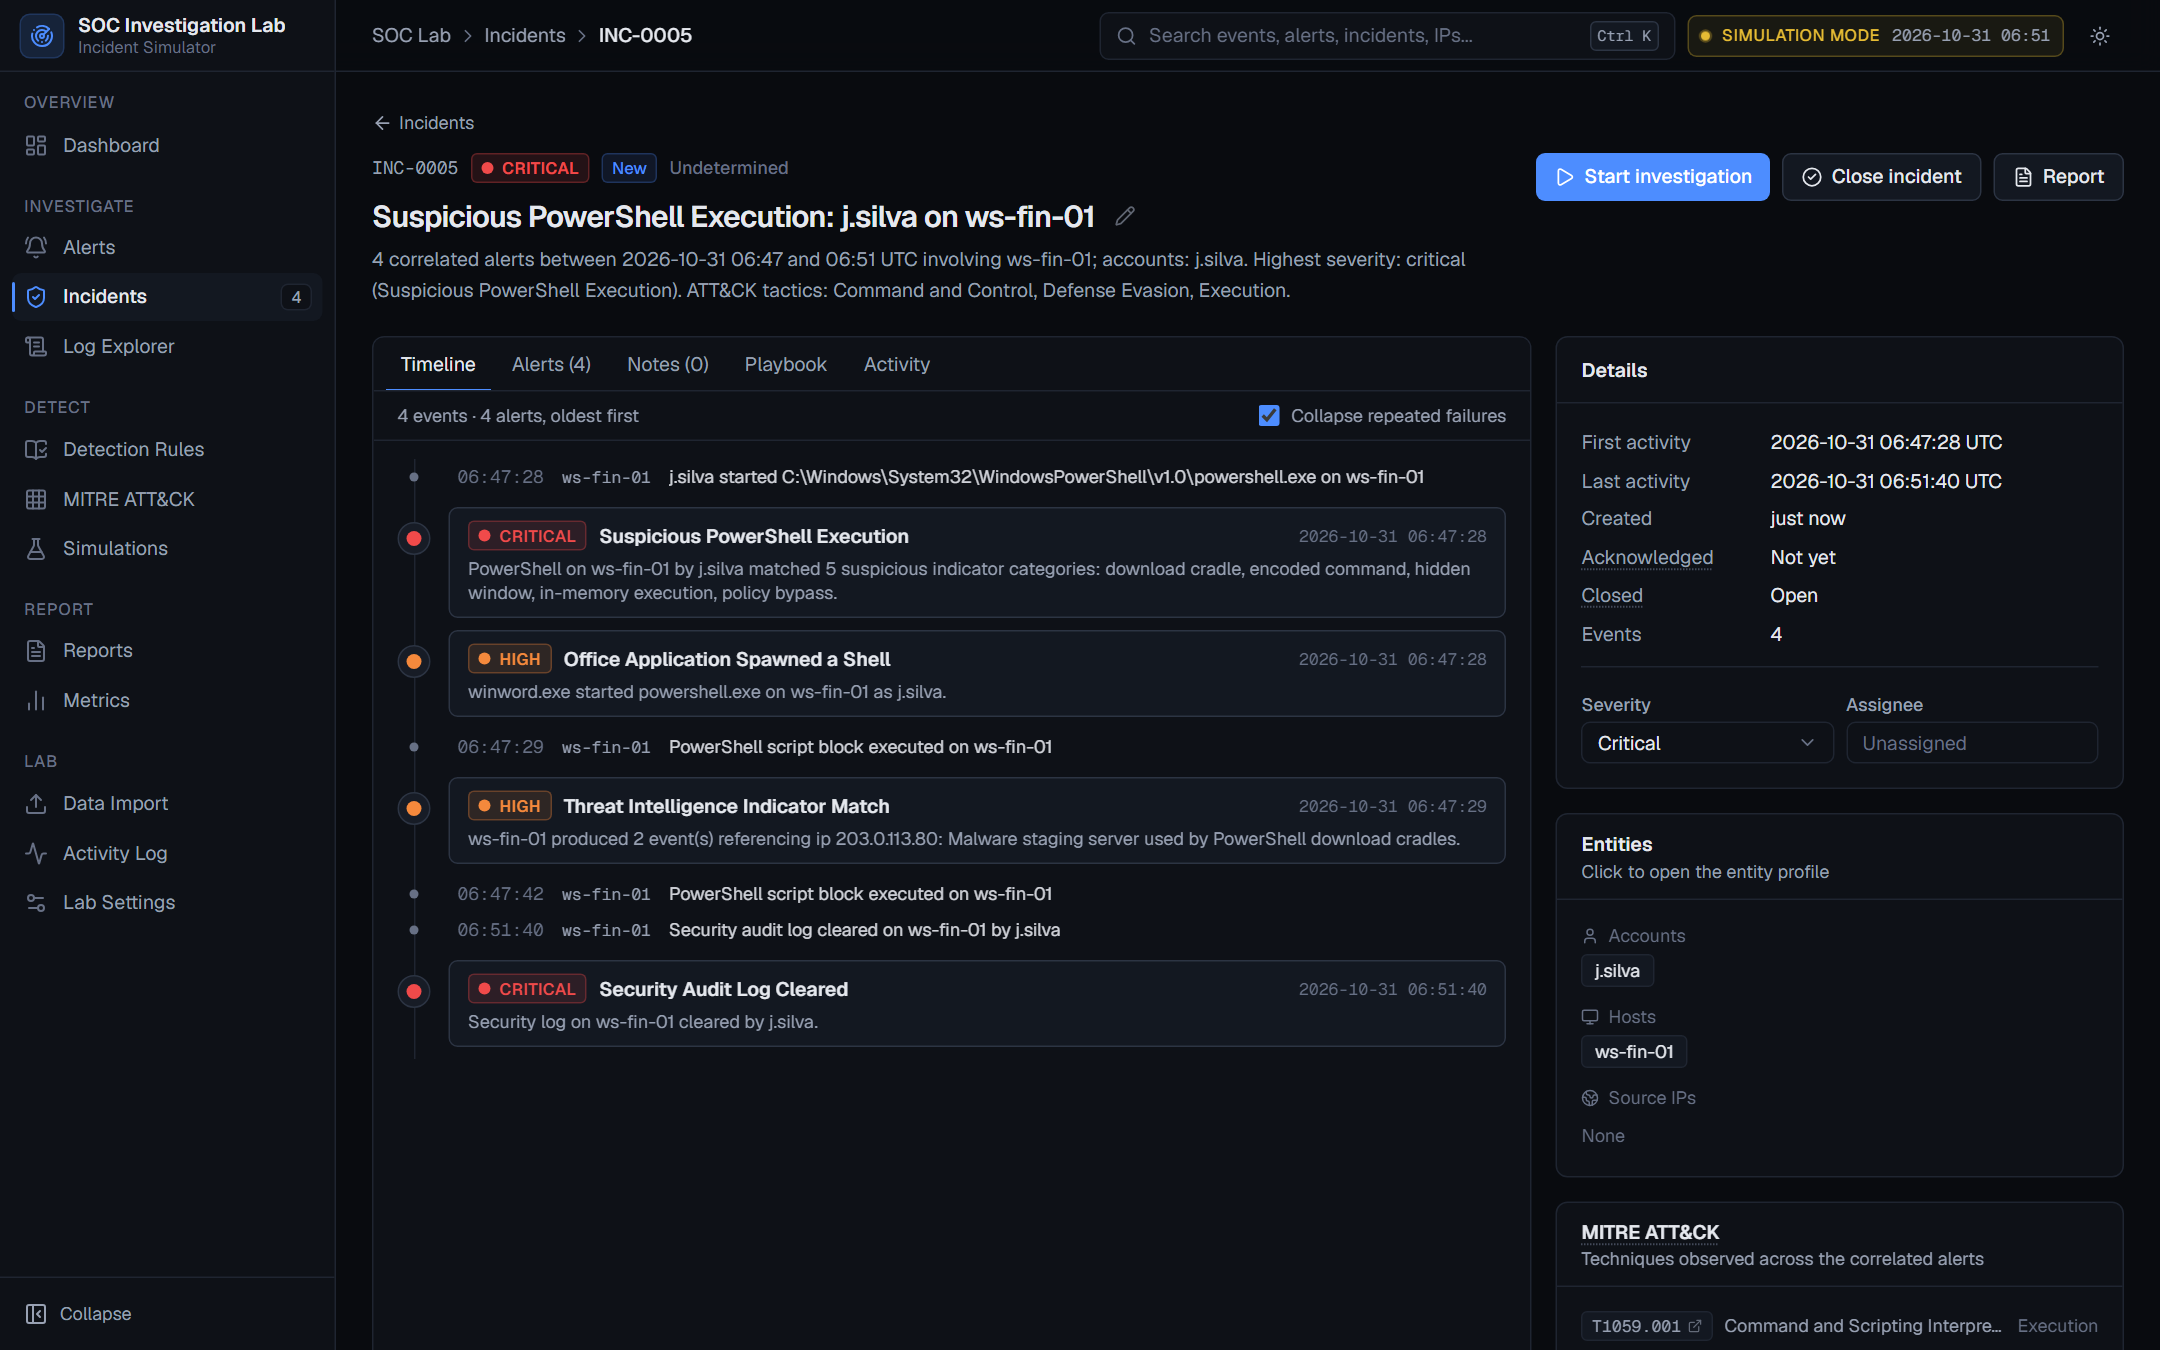 SOC Investigation Lab
Incident Simulator
OVERVIEW
Dashboard
INVESTIGATE
Alerts
Incidents 4
Log Explorer
DETECT
Detection Rules
MITRE ATT&CK
Simulations
REPORT
Reports
Metrics
LAB
Data Import
Activity Log
Lab Settings
Collapse
SOC Lab > Incidents > INC-0005
Search events, alerts, incidents, IPs... Ctrl K
SIMULATION MODE 2026-10-31 06:51
← Incidents
INC-0005 CRITICAL New Undetermined
Start investigation Close incident Report
Suspicious PowerShell Execution: j.silva on ws-fin-01
4 correlated alerts between 2026-10-31 06:47 and 06:51 UTC involving ws-fin-01; accounts: j.silva. Highest severity: critical
(Suspicious PowerShell Execution). ATT&CK tactics: Command and Control, Defense Evasion, Execution.
Timeline Alerts (4) Notes (0) Playbook Activity
4 events · 4 alerts, oldest first Collapse repeated failures
06:47:28 ws-fin-01 j.silva started C:\Windows\System32\WindowsPowerShell\v1.0\powershell.exe on ws-fin-01
CRITICAL Suspicious PowerShell Execution 2026-10-31 06:47:28
PowerShell on ws-fin-01 by j.silva matched 5 suspicious indicator categories: download cradle, encoded command, hidden
window, in-memory execution, policy bypass.
HIGH Office Application Spawned a Shell 2026-10-31 06:47:28
winword.exe started powershell.exe on ws-fin-01 as j.silva.
06:47:29 ws-fin-01 PowerShell script block executed on ws-fin-01
HIGH Threat Intelligence Indicator Match 2026-10-31 06:47:29
ws-fin-01 produced 2 event(s) referencing ip 203.0.113.80: Malware staging server used by PowerShell download cradles.
06:47:42 ws-fin-01 PowerShell script block executed on ws-fin-01
06:51:40 ws-fin-01 Security audit log cleared on ws-fin-01 by j.silva
CRITICAL Security Audit Log Cleared 2026-10-31 06:51:40
Security log on ws-fin-01 cleared by j.silva.
Details
First activity 2026-10-31 06:47:28 UTC
Last activity 2026-10-31 06:51:40 UTC
Created just now
Acknowledged Not yet
Closed Open
Events 4
Severity Assignee
Critical Unassigned
Entities
Click to open the entity profile
Accounts
j.silva
Hosts
ws-fin-01
Source IPs
None
MITRE ATT&CK
Techniques observed across the correlated alerts
T1059.001 Command and Scripting Interpre... Execution